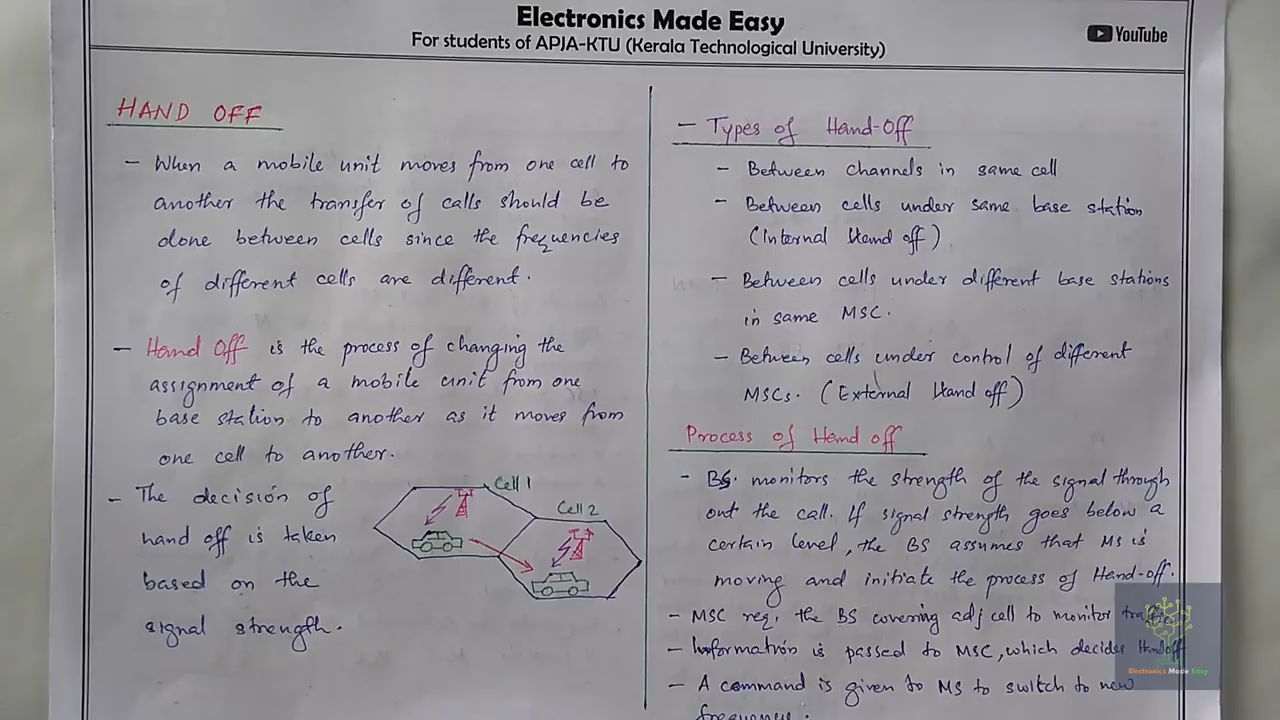 Electronics Made Easy
For students of APJA-KTU (Kerala Technological University)
YouTube
HAND OFF
- When a mobile unit moves from one cell to
another the transfer of calls should be
done between cells since the frequencies
of different cells are different.
- Hand Off is the process of changing the
assignment of a mobile unit from one
base station to another as it moves from
one cell to another.
- The decision of
hand off is taken
based on the
signal strength.
Cell 1
Cell 2
- Types of Hand-Off
- Between channels in same cell
- Between cells under same base station
(Internal Hand off)
- Between cells under different base stations
in same MSC.
- Between cells under control of different
MSCs. (External Hand off)
Process of Hand off
- BS. monitors the strength of the signal through
out the call. If signal strength goes below a
certain level, the BS assumes that MS is
moving and initiate the process of Hand-off.
- MSC req. the BS covering adj cell to monitor traffic
- Information is passed to MSC, which decides Handoff
- A command is given to MS to switch to new
frequency.
Electronics Made Easy